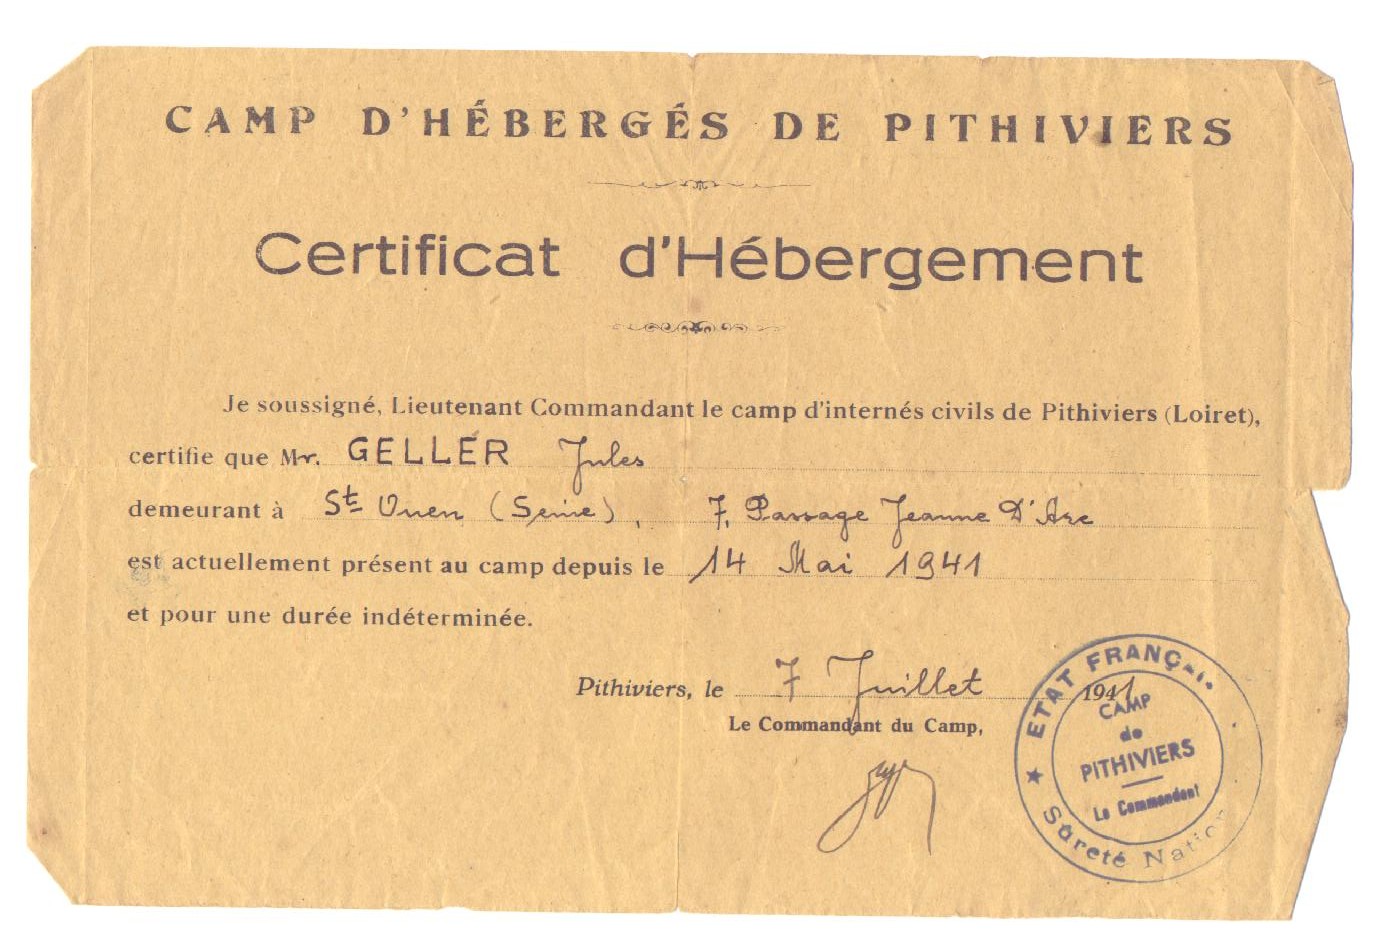 CAMP D'HÉBERGÉS DE PITHIVIERS
Certificat d'Hébergement
Je soussigné, Lieutenant Commandant le camp d'internés civils de Pithiviers (Loiret),
certifie que Mr. GELLER Jules
demeurant à St Ouen (Seine), 7, Passage Jeanne D'Arc
est actuellement présent au camp depuis le 14 Mai 1941
et pour une durée indéterminée.
Pithiviers, le 7 Juillet 1941
Le Commandant du Camp,
ETAT FRANÇAI
CAMP
de
PITHIVIERS
Le Commandant
Sûreté Nation